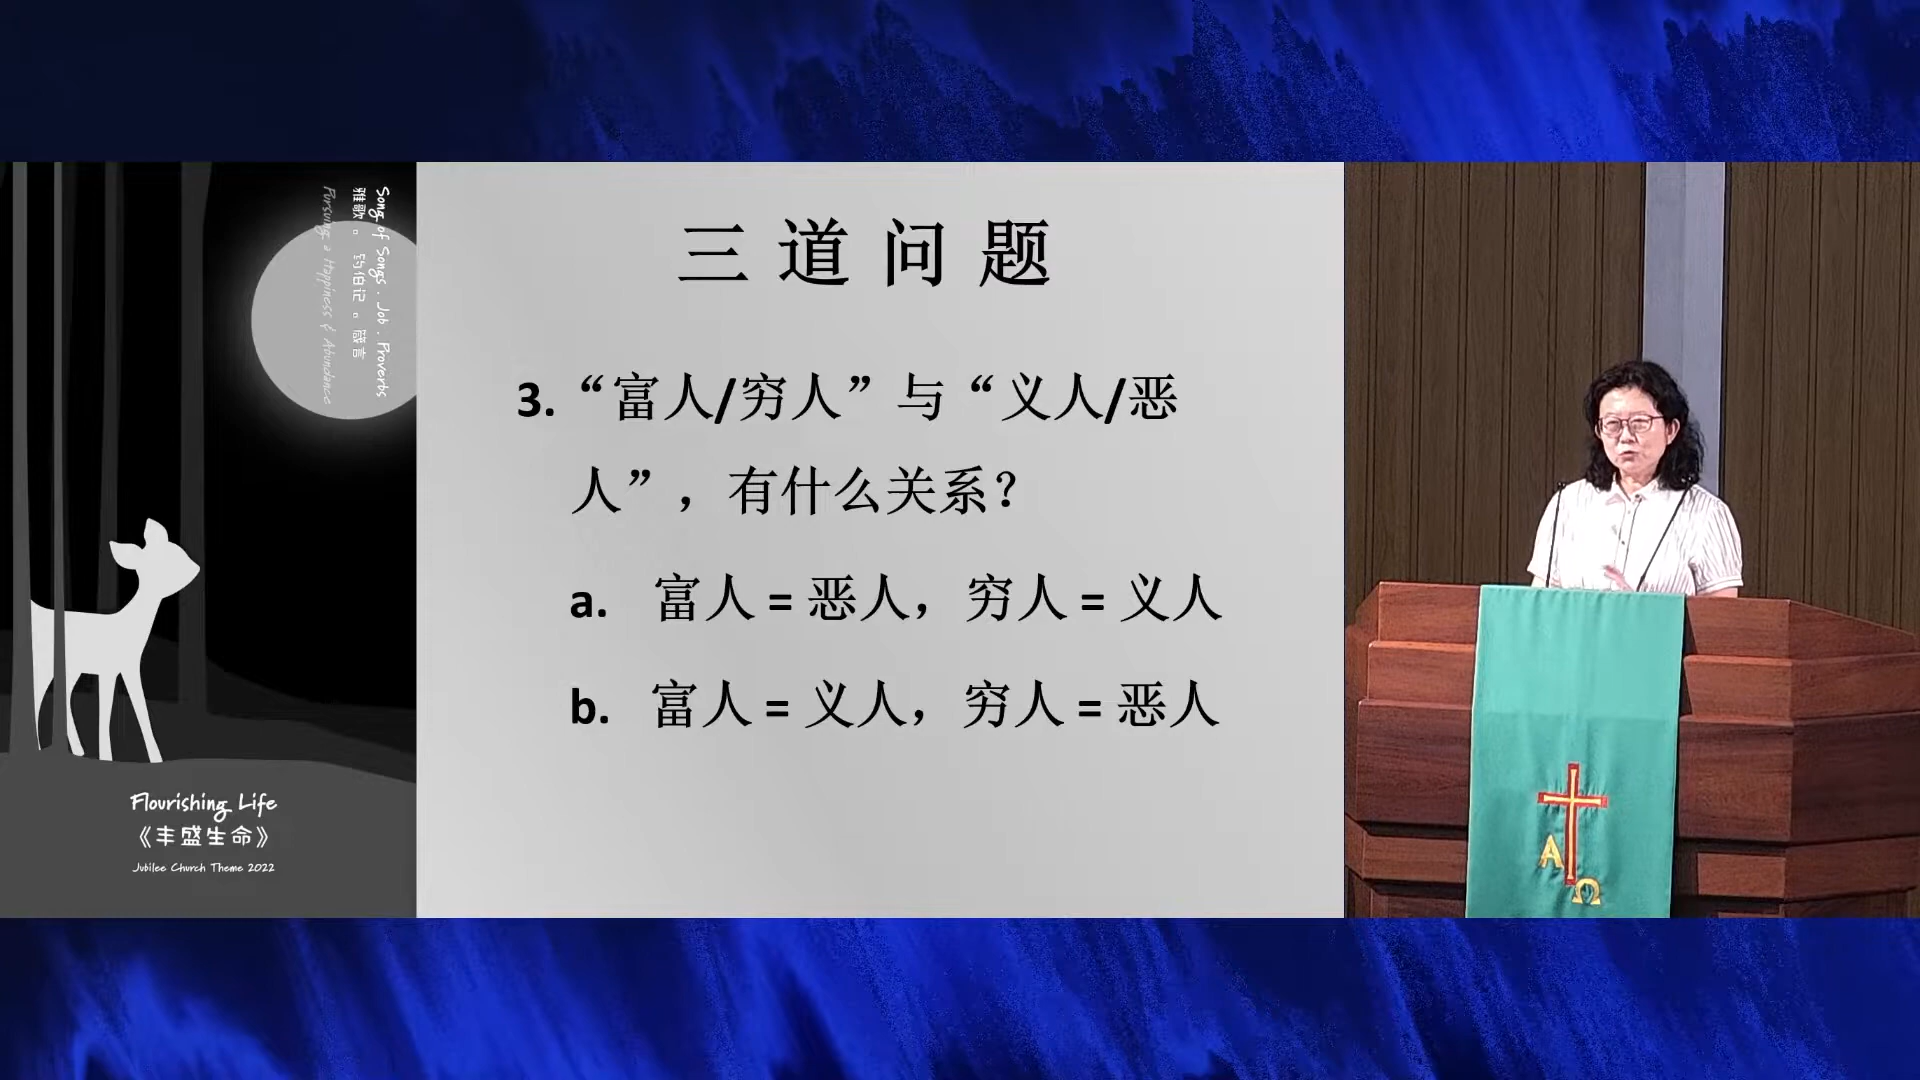 Song of Songs . Job . Proverbs
雅歌 。 约伯记 。 箴言
Pursuing a Happiness & Abundance
Flourishing Life
《丰盛生命》
Jubilee Church Theme 2022
三道问题
3. “富人/穷人”与“义人/恶
人”，有什么关系？
a. 富人 = 恶人，穷人 = 义人
b. 富人 = 义人，穷人 = 恶人
Α
Ω